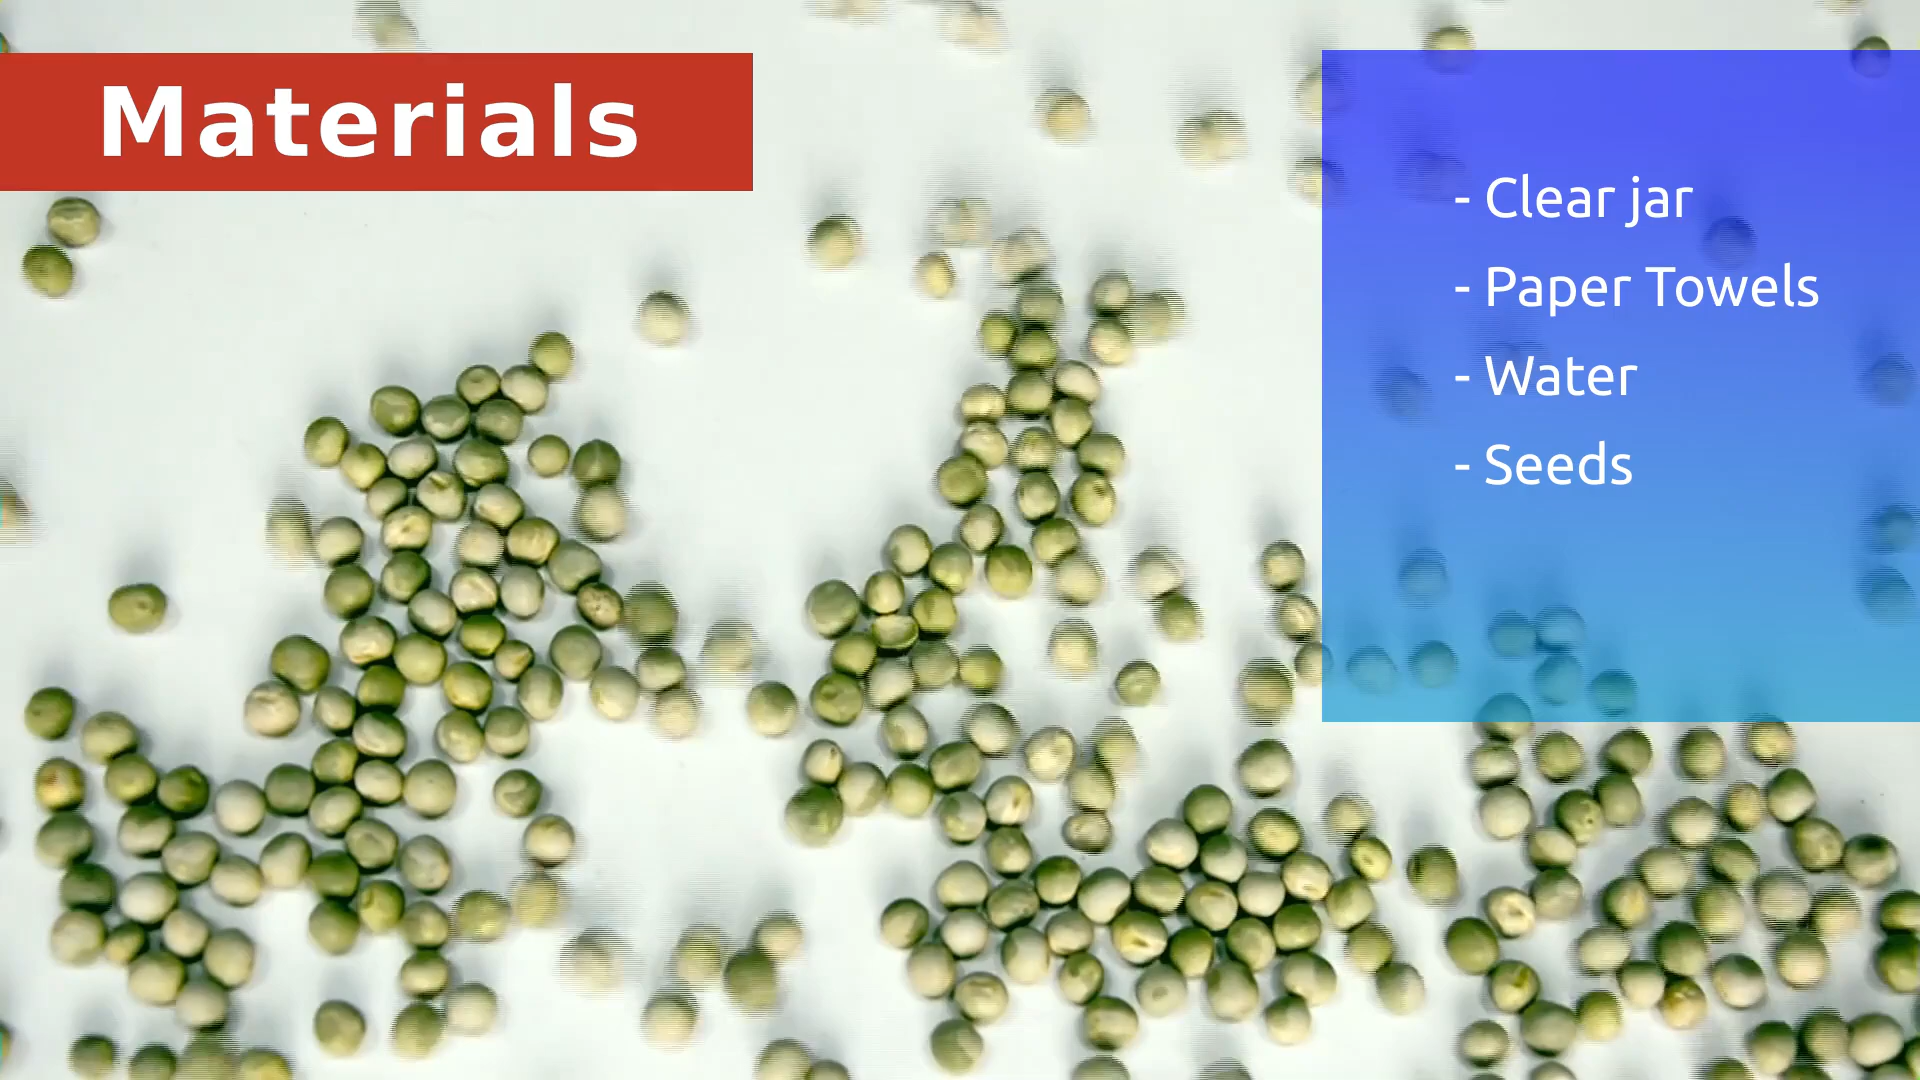 Materials
- Clear jar
- Paper Towels
- Water
- Seeds